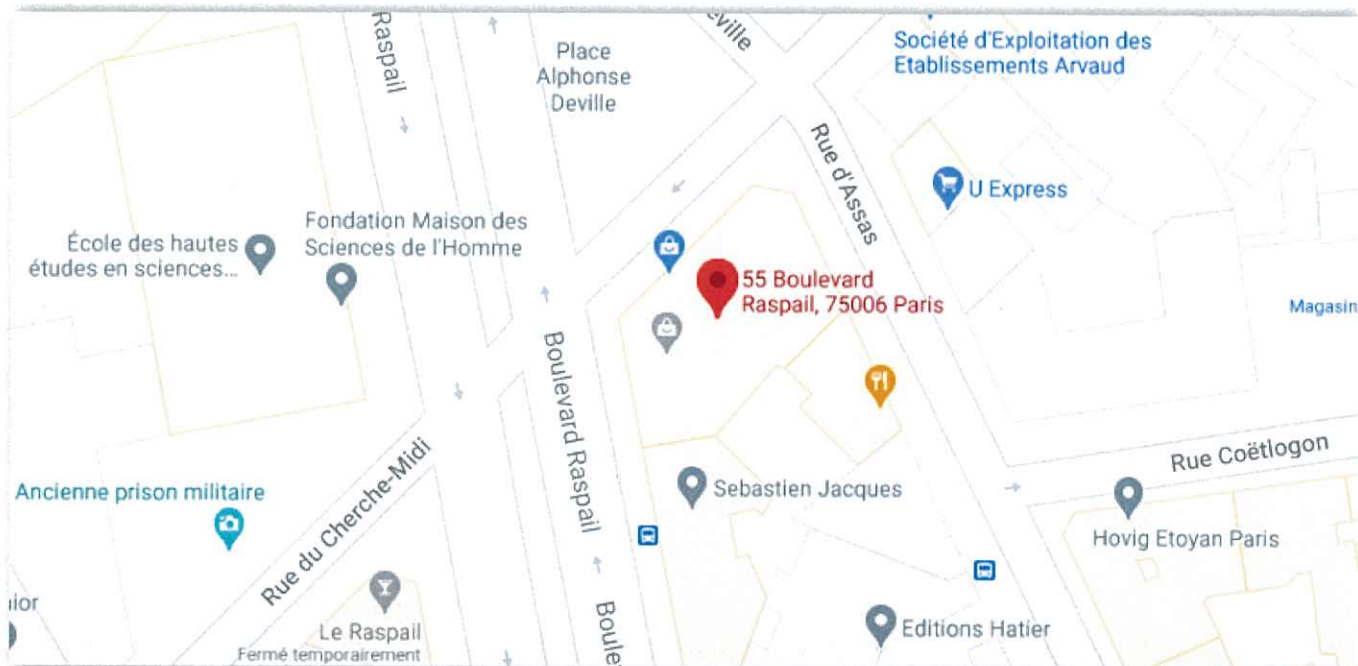 Raspail
Place
Alphonse
Deville
eville
Société d'Exploitation des
Etablissements Arvaud
Rue d'Assas
U Express
Fondation Maison des
Sciences de l'Homme
École des hautes
études en sciences...
55 Boulevard
Raspail, 75006 Paris
Magasin
Boulevard Raspail
Rue du Cherche-Midi
Rue Coëtlogon
Ancienne prison militaire
Sebastien Jacques
Hovig Etoyan Paris
ior
Le Raspail
Fermé temporairement
Boule
Editions Hatier